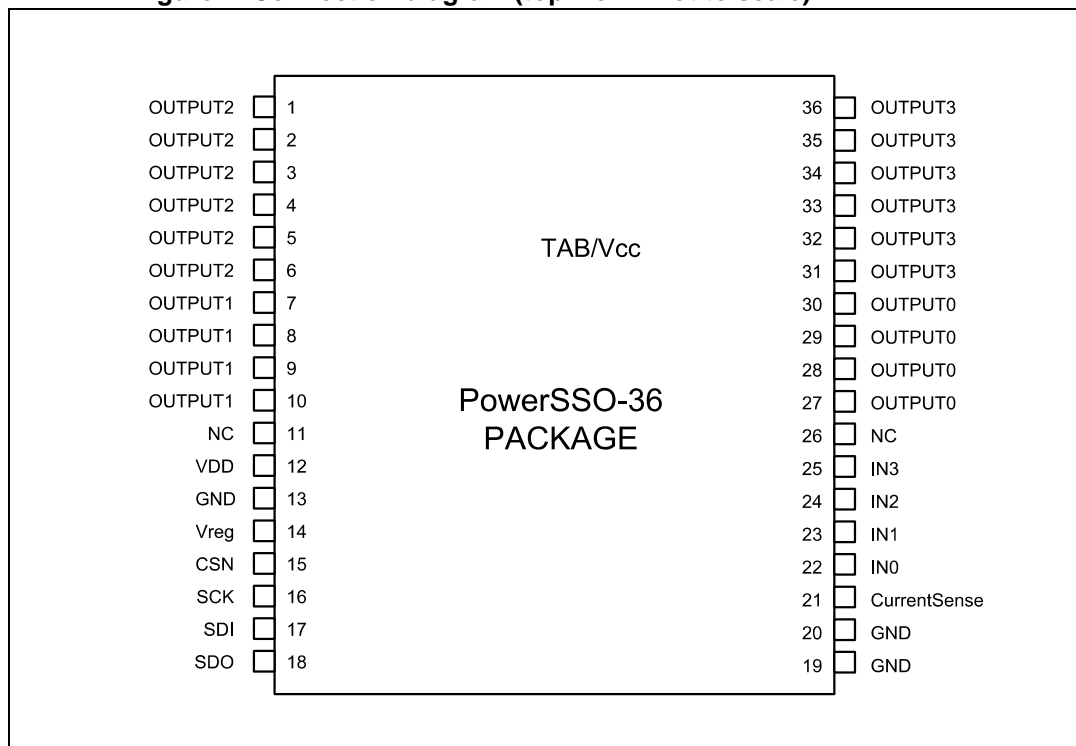 OUTPUT2 1 36 OUTPUT3
OUTPUT2 2 35 OUTPUT3
OUTPUT2 3 34 OUTPUT3
OUTPUT2 4 33 OUTPUT3
OUTPUT2 5 32 OUTPUT3
TAB/Vcc
OUTPUT2 6 31 OUTPUT3
OUTPUT1 7 30 OUTPUT0
OUTPUT1 8 29 OUTPUT0
OUTPUT1 9 28 OUTPUT0
OUTPUT1 10 27 OUTPUT0
PowerSSO-36
PACKAGE
NC 11 26 NC
VDD 12 25 IN3
GND 13 24 IN2
Vreg 14 23 IN1
CSN 15 22 IN0
SCK 16 21 CurrentSense
SDI 17 20 GND
SDO 18 19 GND